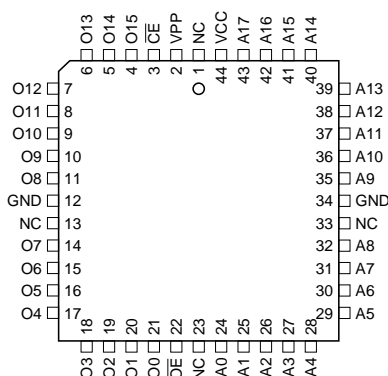 O13
O14
O15
C̅E̅
VPP
NC
VCC
A17
A16
A15
A14
6
5
4
3
2
1
44
43
42
41
40
O12 7
O11 8
O10 9
O9 10
O8 11
GND 12
NC 13
O7 14
O6 15
O5 16
O4 17
39 A13
38 A12
37 A11
36 A10
35 A9
34 GND
33 NC
32 A8
31 A7
30 A6
29 A5
18
19
20
21
22
23
24
25
26
27
28
O3
O2
O1
O0
O̅E̅
NC
A0
A1
A2
A3
A4